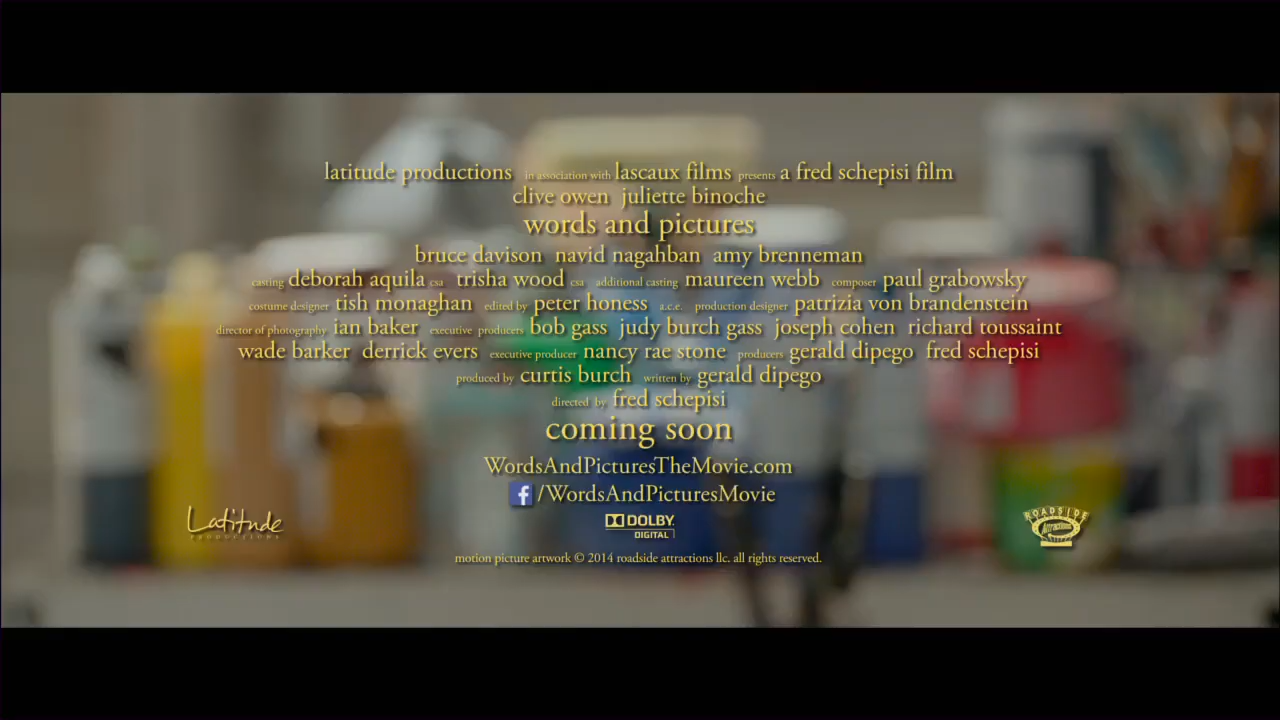 latitude productions in association with lascaux films presents a fred schepisi film
clive owen juliette binoche
words and pictures
bruce davison navid nagahban amy brenneman
casting deborah aquila csa trisha wood csa additional casting maureen webb composer paul grabowsky
costume designer tish monaghan edited by peter honess a.c.e. production designer patrizia von brandenstein
director of photography ian baker executive producers bob gass judy burch gass joseph cohen richard toussaint
wade barker derrick evers executive producer nancy rae stone producers gerald dipego fred schepisi
produced by curtis burch written by gerald dipego
directed by fred schepisi
coming soon
WordsAndPicturesTheMovie.com
f/WordsAndPicturesMovie
Latitude
PRODUCTIONS
DOLBY
DIGITAL
ROADSIDE
Attractions
motion picture artwork © 2014 roadside attractions llc. all rights reserved.